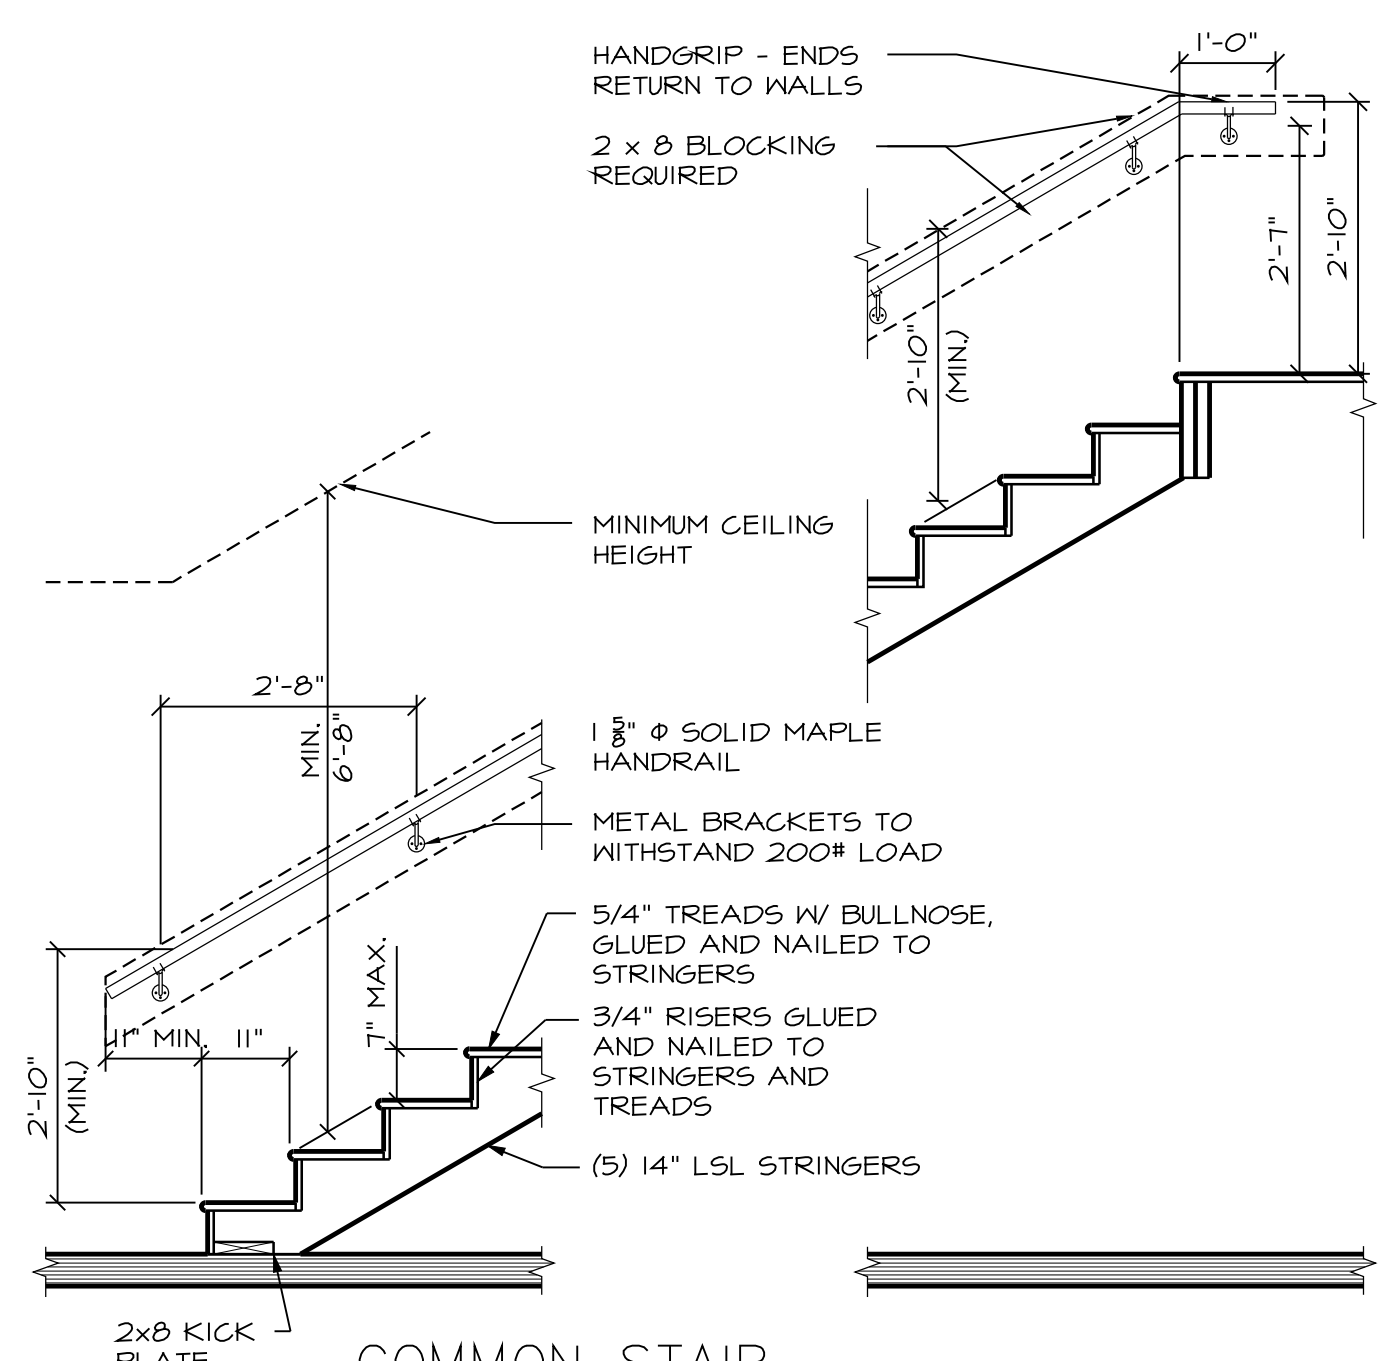 HANDGRIP - ENDS
RETURN TO WALLS
1'-0"
2 x 8 BLOCKING
REQUIRED
2'-7"
2'-10"
2'-10"
(MIN.)
MINIMUM CEILING
HEIGHT
2'-8"
MIN.
6'-8"
1 5/8" Φ SOLID MAPLE
HANDRAIL
METAL BRACKETS TO
WITHSTAND 200# LOAD
5/4" TREADS W/ BULLNOSE,
GLUED AND NAILED TO
STRINGERS
7" MAX.
3/4" RISERS GLUED
AND NAILED TO
STRINGERS AND
TREADS
11" MIN.
11"
2'-10"
(MIN.)
(5) 14" LSL STRINGERS
2x8 KICK
PLATE
COMMON STAIR